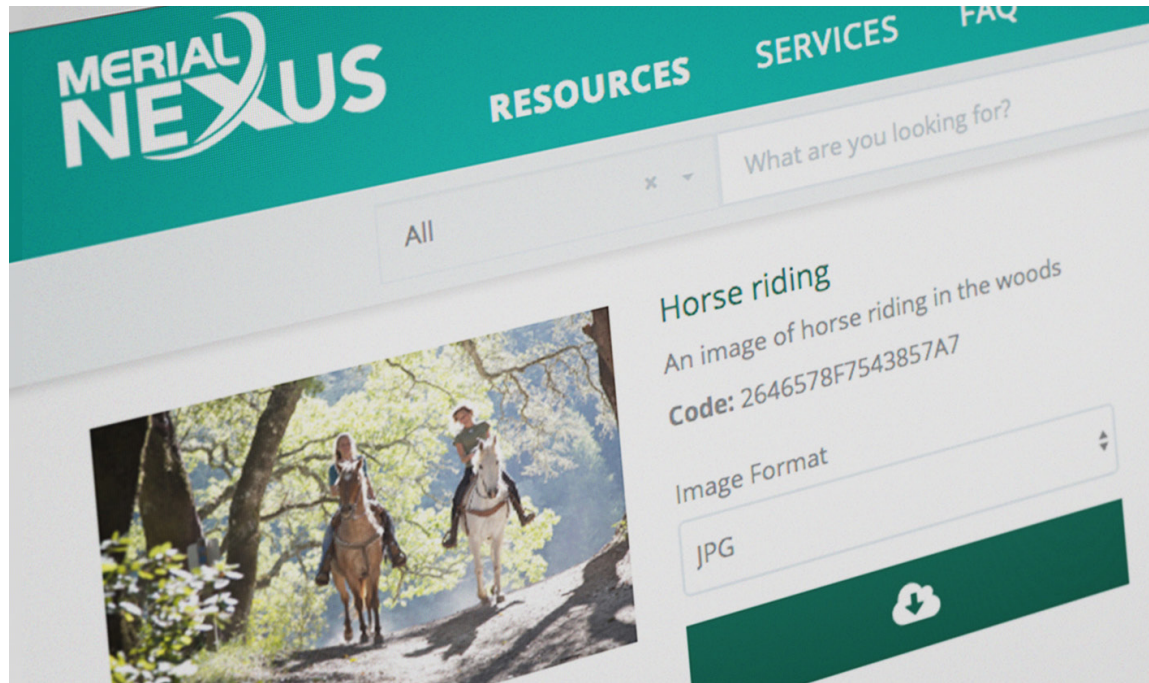 MERIAL
NEXUS
RESOURCES
SERVICES
FAQ
All
What are you looking for?
Horse riding
An image of horse riding in the woods
Code: 2646578F7543857A7
Image Format
JPG